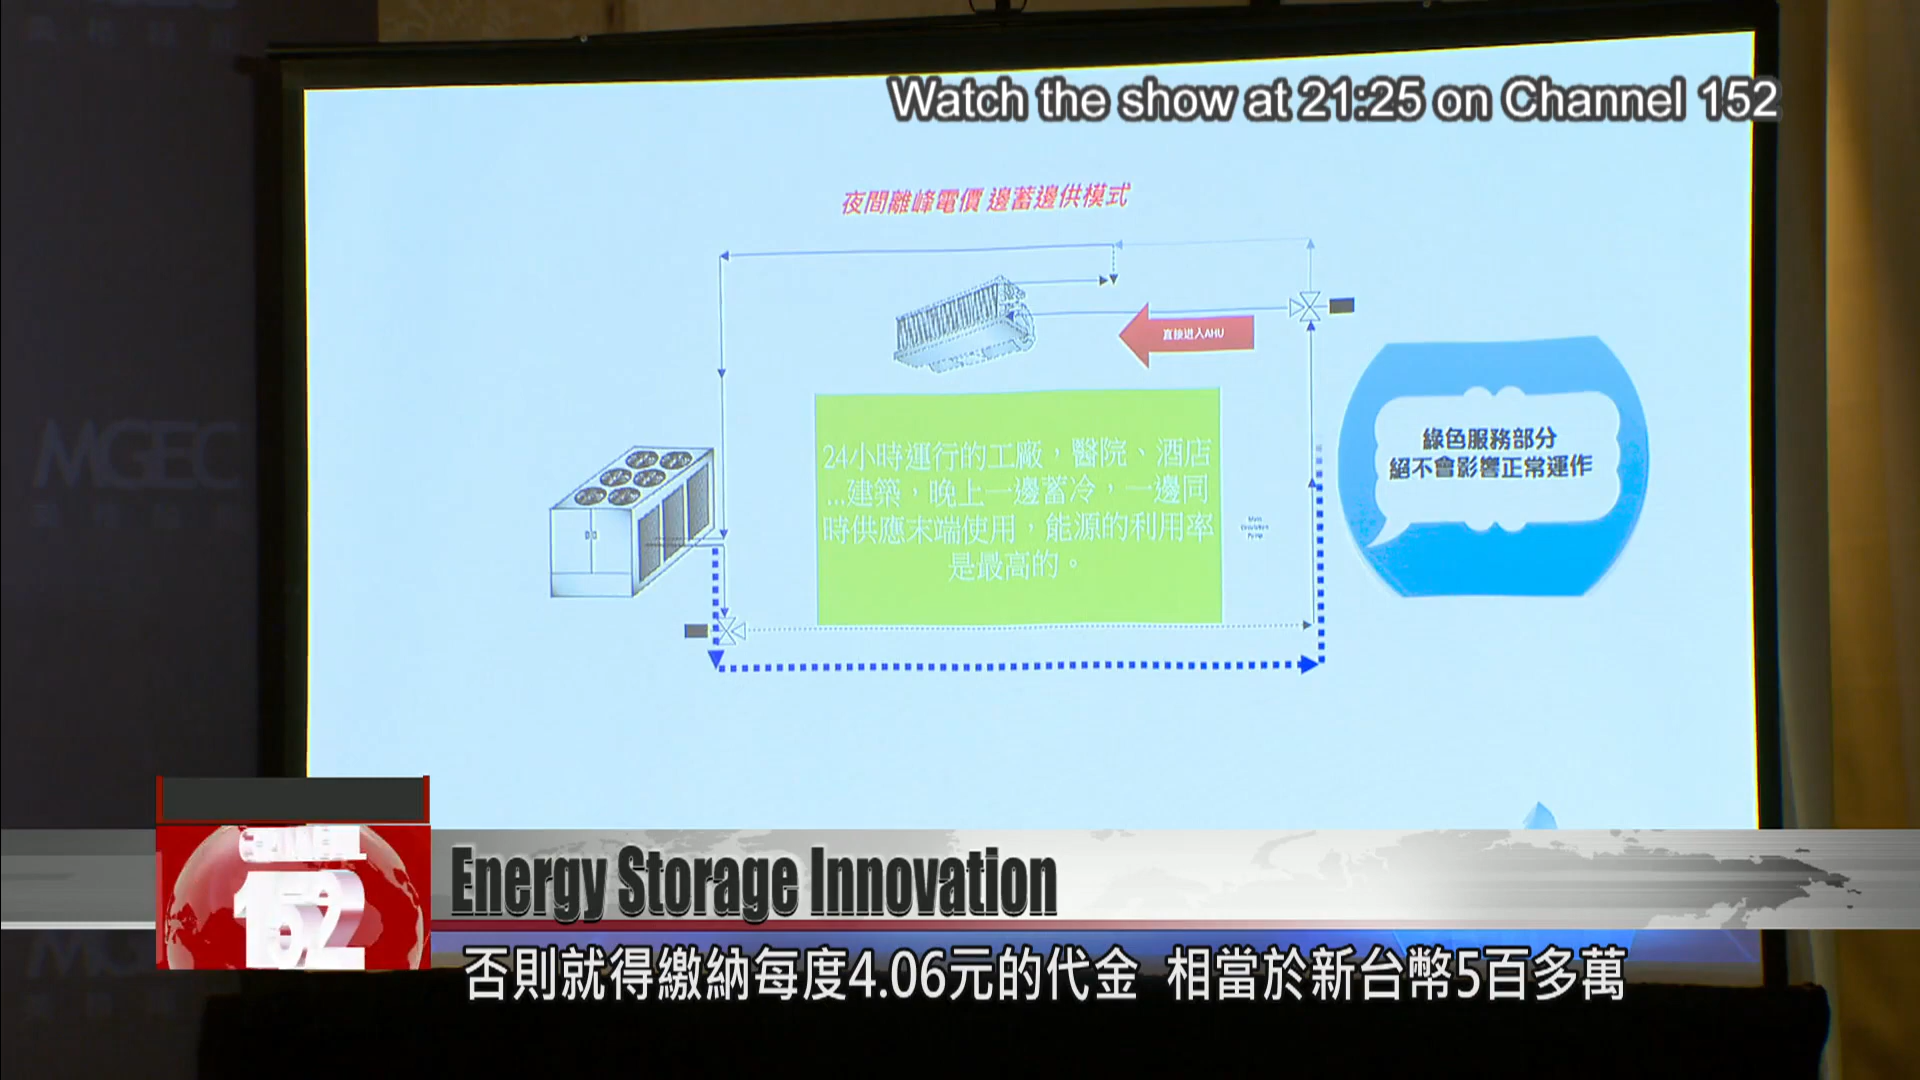 Watch the show at 21:25 on Channel 152
夜間離峰電價 邊蓄邊供模式
直接進入AHU
綠色服務部分
絕不會影響正常運作
24小時運行的工廠，醫院、酒店
...建築，晚上一邊蓄冷，一邊同
時供應末端使用，能源的利用率
是最高的。
MGEC
152
Energy Storage Innovation
否則就得繳納每度4.06元的代金 相當於新台幣5百多萬